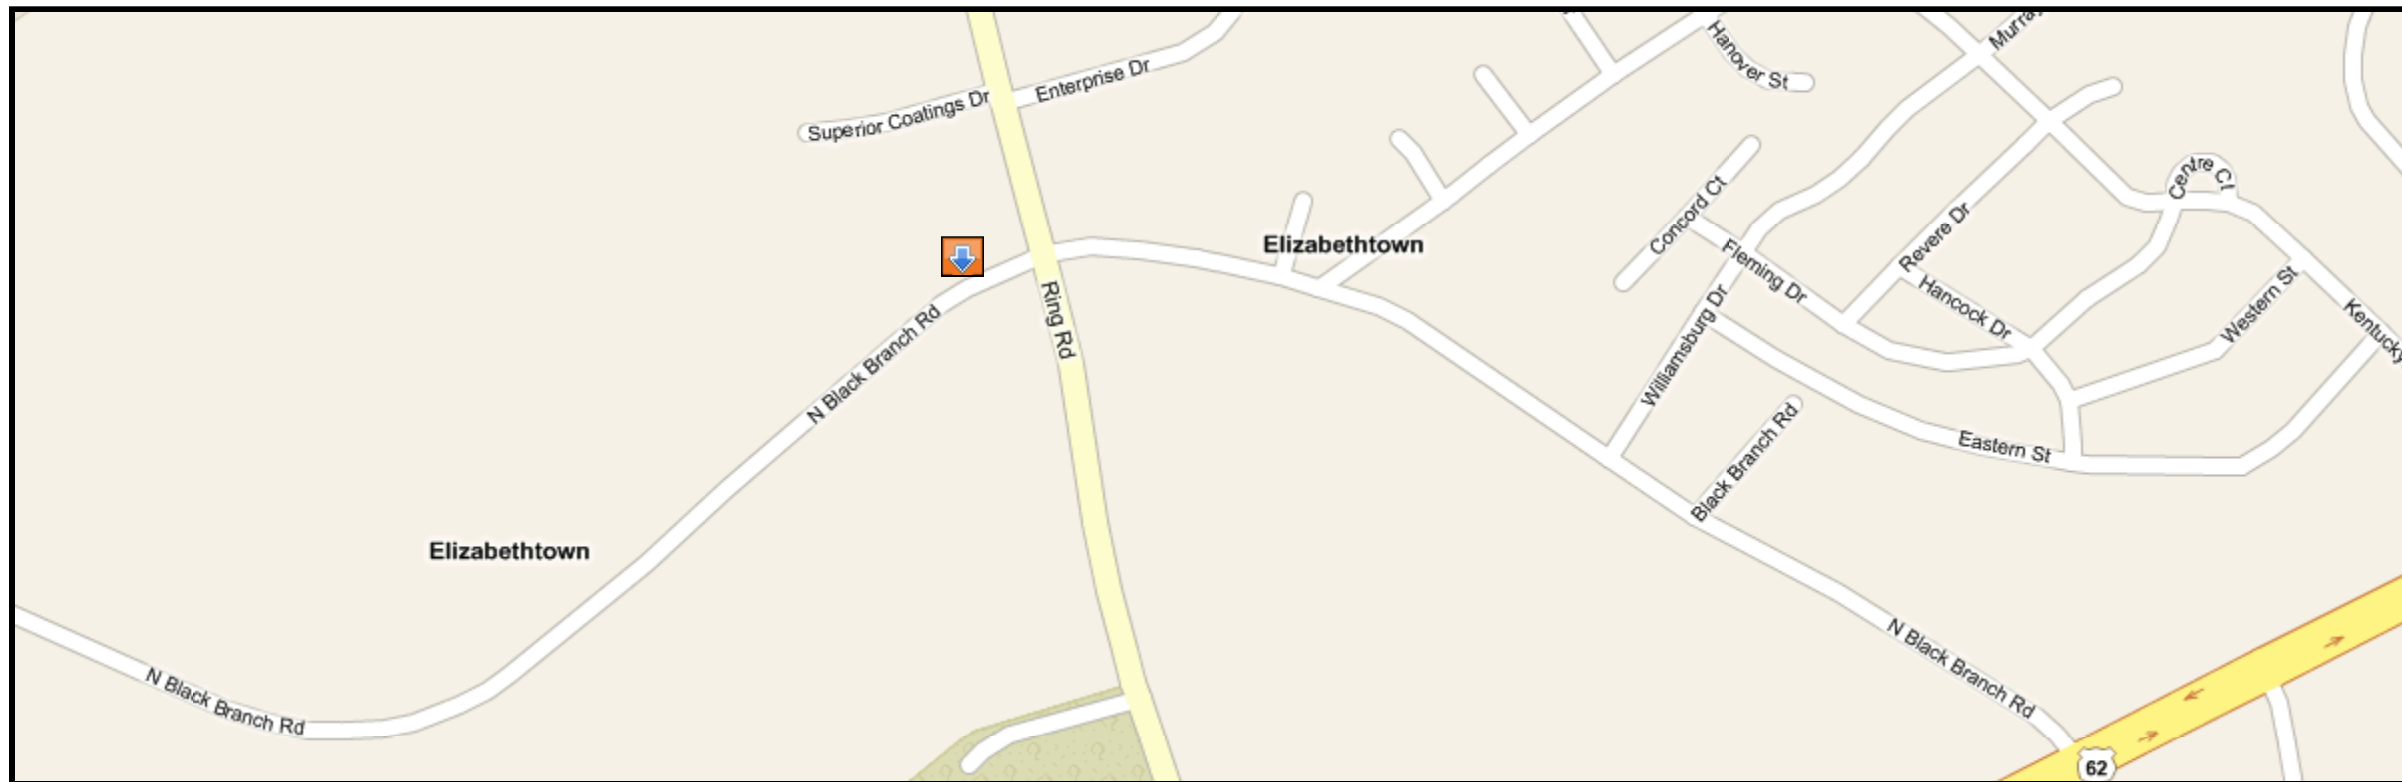 Hanover St
Murray
Enterprise Dr
Superior Coatings Dr
Centre Ct
Concord Ct
Revere Dr
Elizabethtown
Fleming Dr
Hancock Dr
Western St
Kentucky
Ring Rd
Williamsburg Dr
N Black Branch Rd
Black Branch Rd
Eastern St
Elizabethtown
N Black Branch Rd
N Black Branch Rd
62